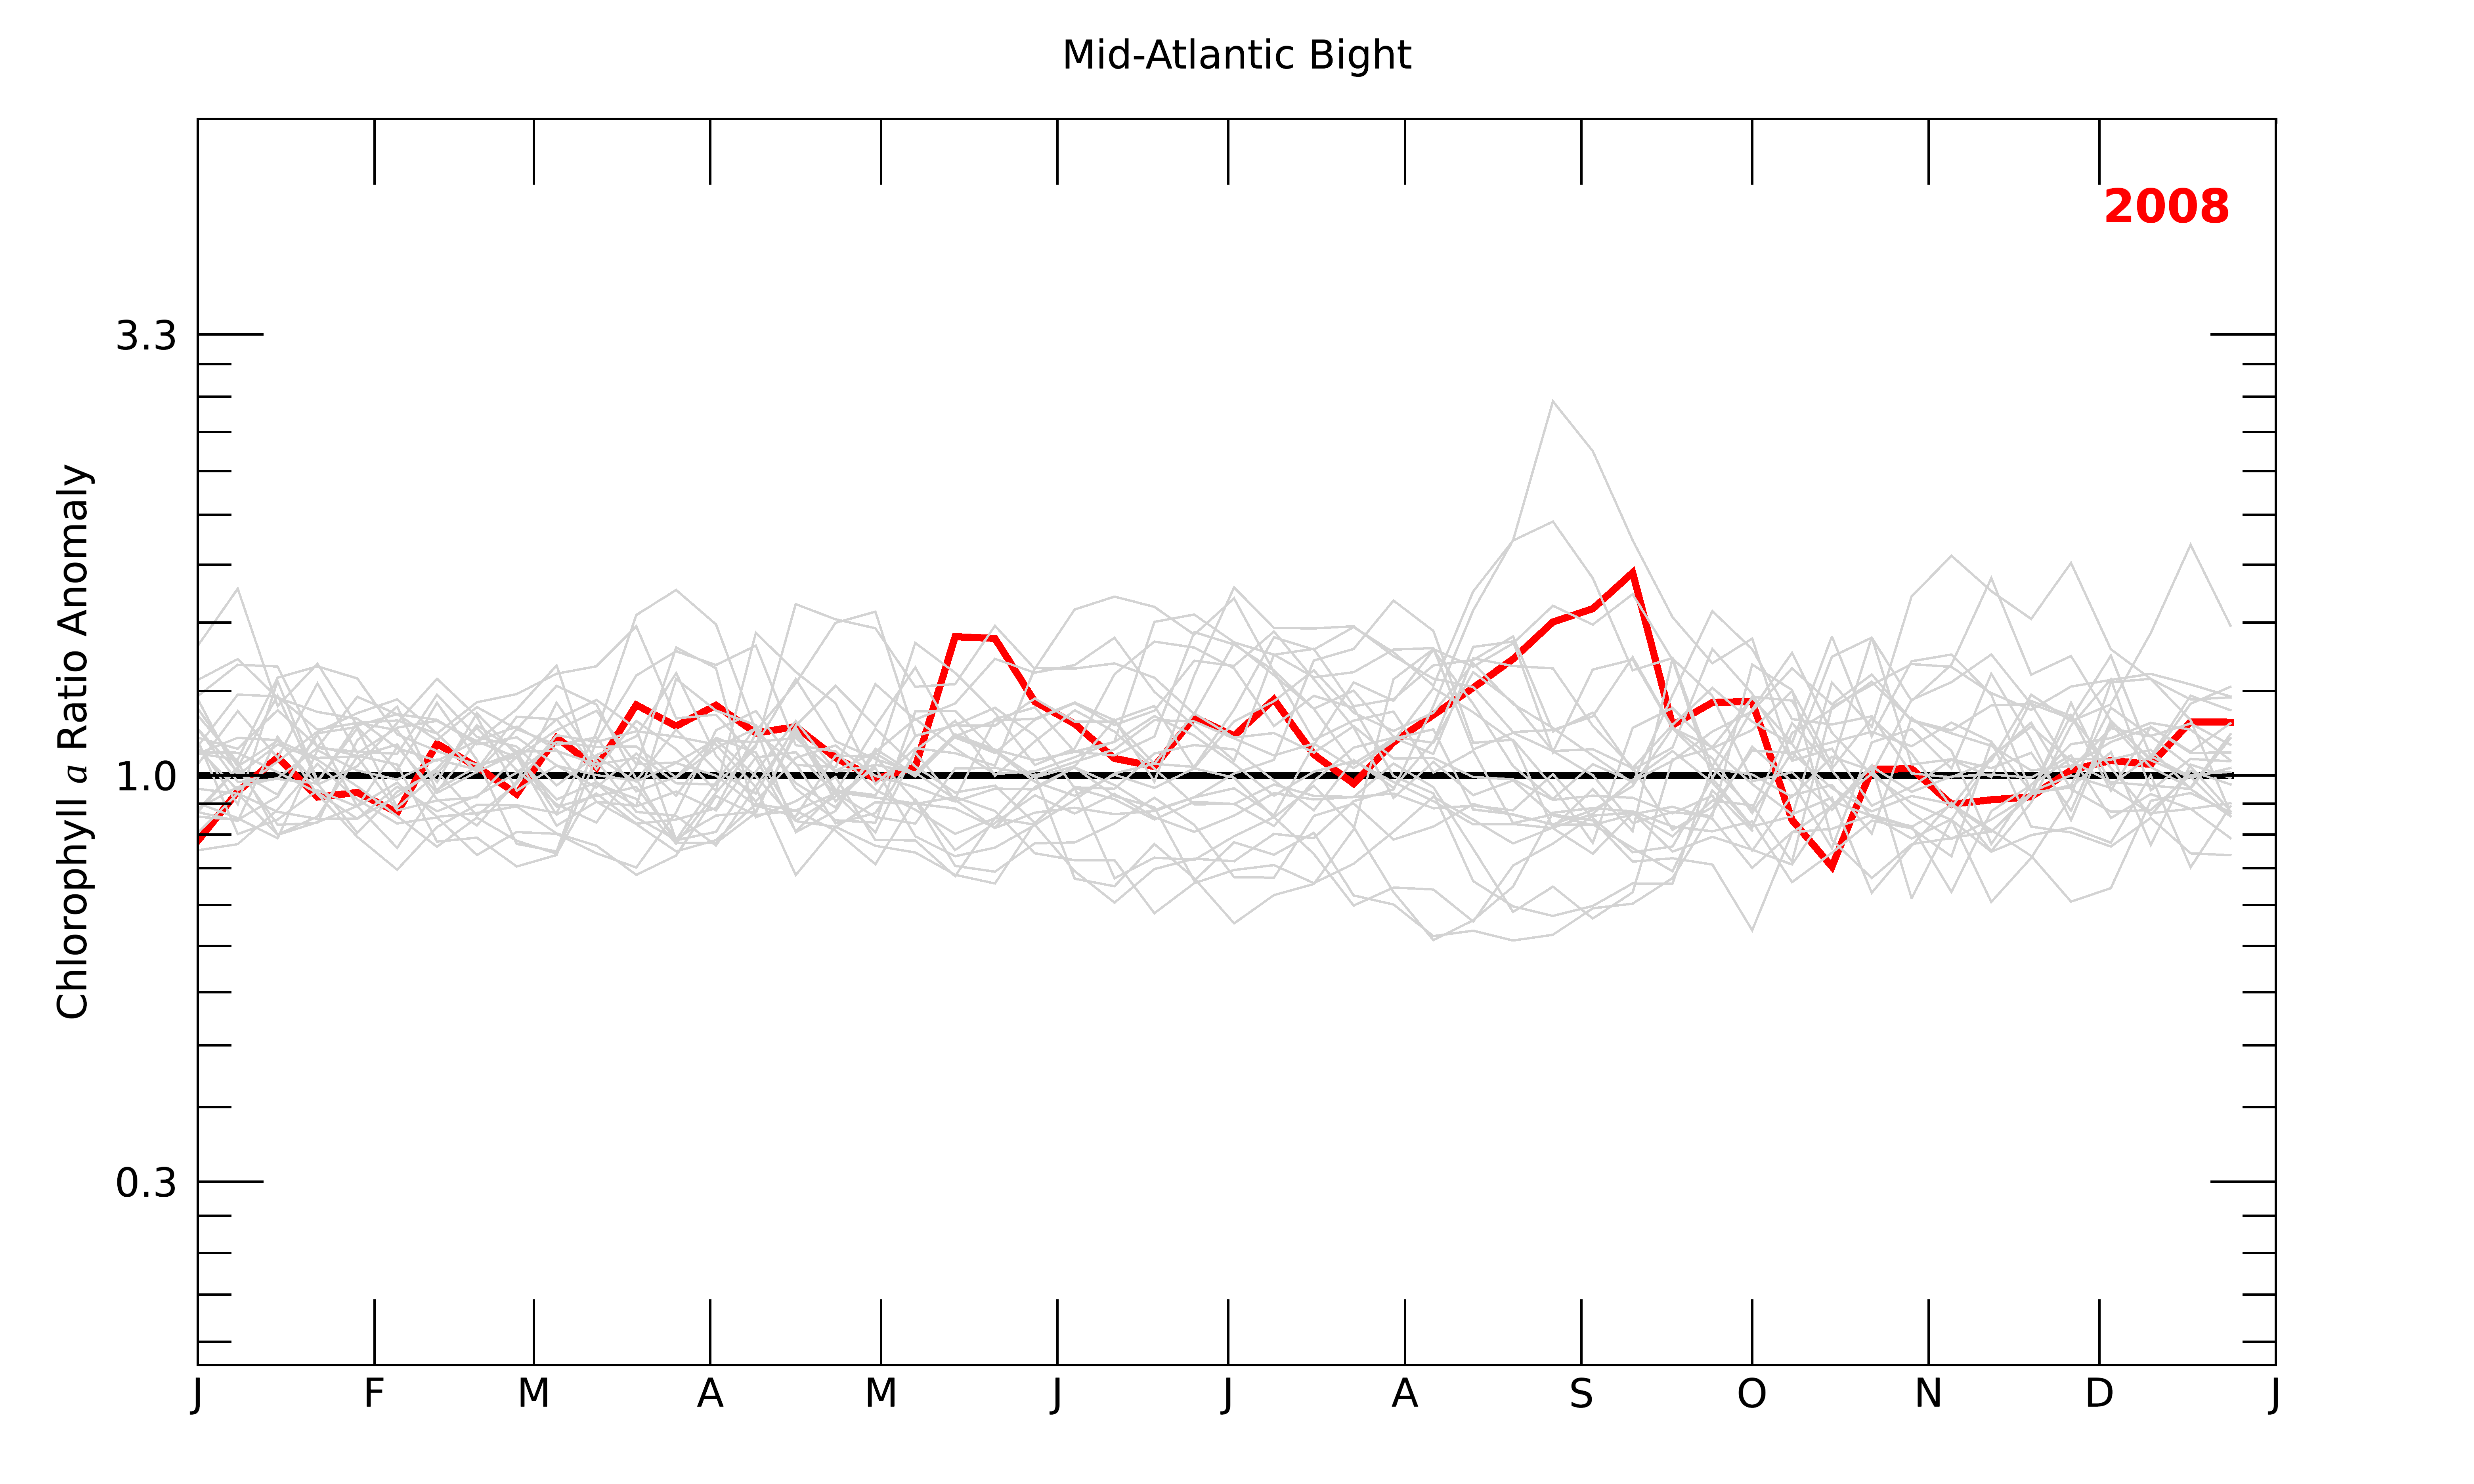 Mid-Atlantic Bight
2008
Chlorophyll a Ratio Anomaly
3.3
1.0
0.3
J F M A M J J A S O N D J